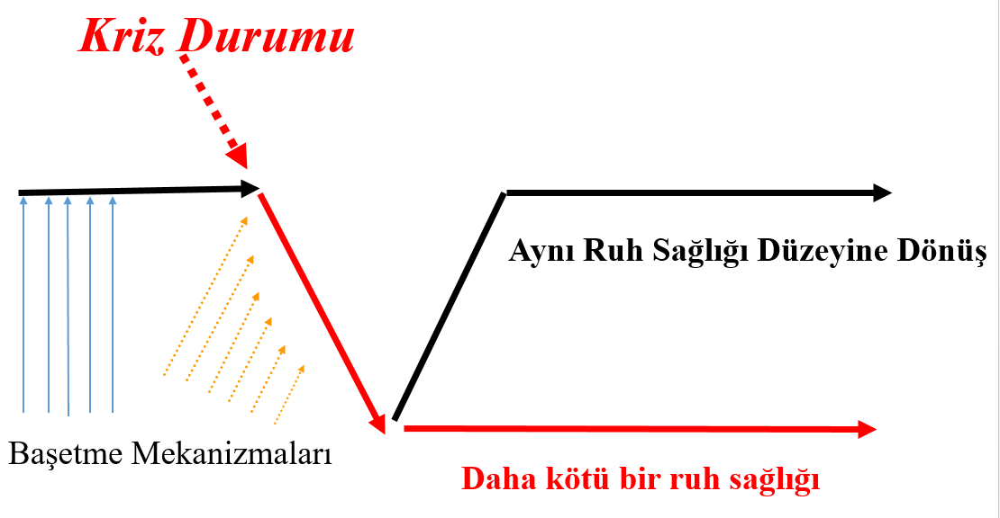 Kriz Durumu
Aynı Ruh Sağlığı Düzeyine Dönüş
Başetme Mekanizmaları
Daha kötü bir ruh sağlığı